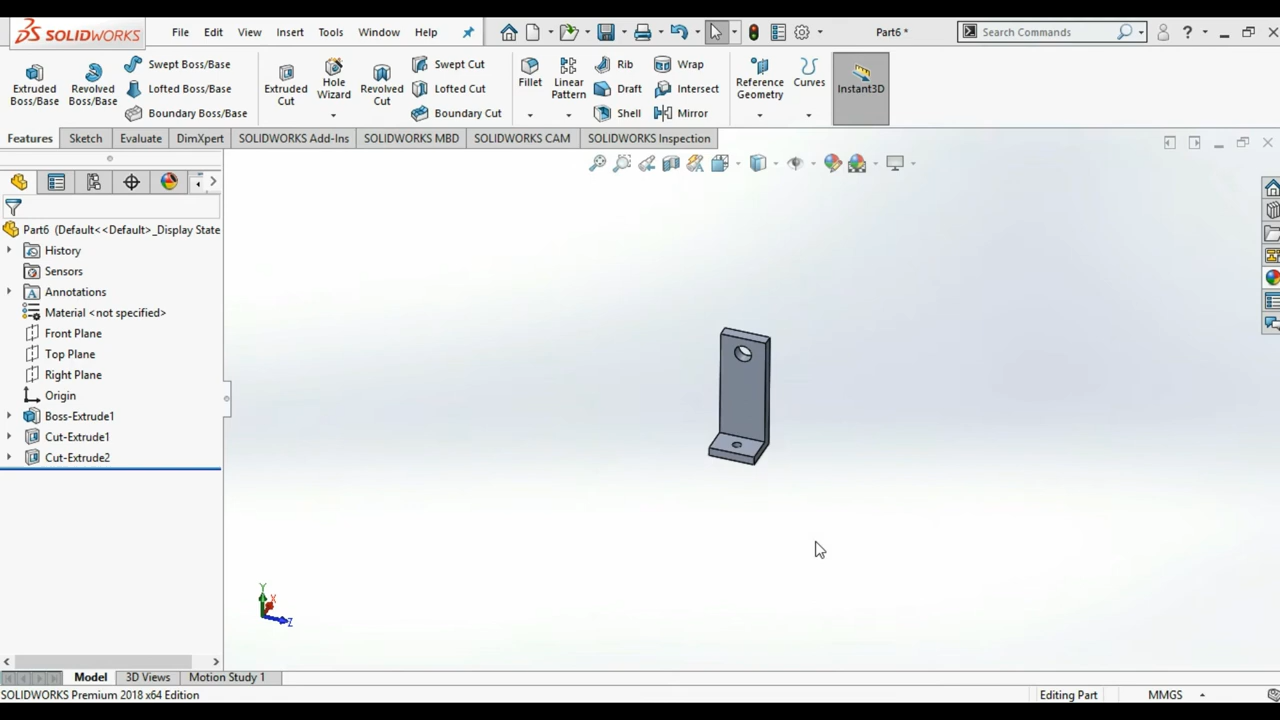 SOLIDWORKS File Edit View Insert Tools Window Help Part6 * Search Commands ?
Extruded Boss/Base
Revolved Boss/Base
Swept Boss/Base
Lofted Boss/Base
Boundary Boss/Base
Extruded Cut
Hole Wizard
Revolved Cut
Swept Cut
Lofted Cut
Boundary Cut
Fillet
Linear Pattern
Rib
Draft
Shell
Wrap
Intersect
Mirror
Reference Geometry
Curves
Instant3D
Features Sketch Evaluate DimXpert SOLIDWORKS Add-Ins SOLIDWORKS MBD SOLIDWORKS CAM SOLIDWORKS Inspection
Part6 (Default<<Default>_Display State
History
Sensors
A Annotations
Material <not specified>
Front Plane
Top Plane
Right Plane
Origin
Boss-Extrude1
Cut-Extrude1
Cut-Extrude2
Y
X
Z
Model 3D Views Motion Study 1
SOLIDWORKS Premium 2018 x64 Edition Editing Part MMGS